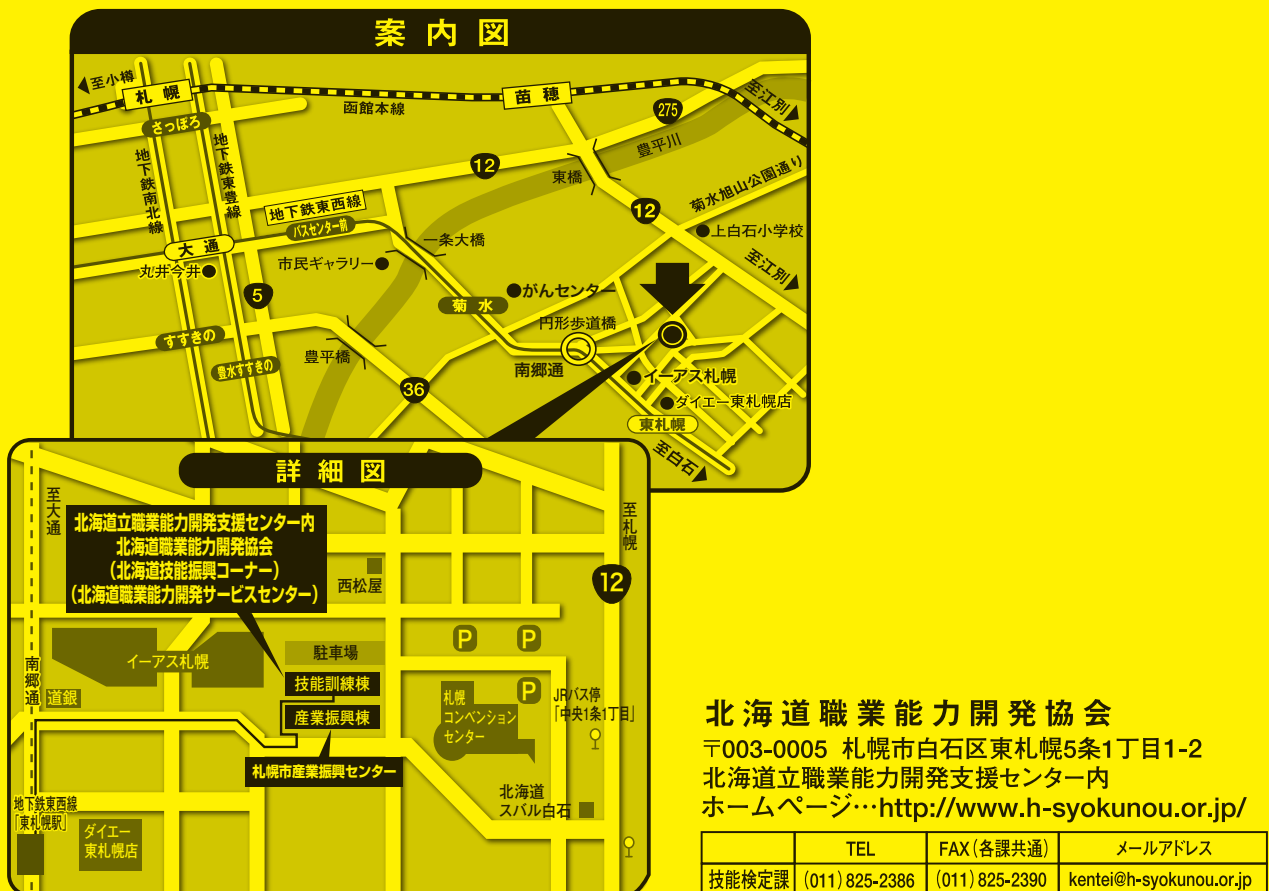 案内図
至小樽
札幌
函館本線
苗穂
275
至江別
さっぽろ
地下鉄南北線
地下鉄東豊線
12
東橋
豊平川
菊水旭山公園通り
地下鉄東西線
バスセンター前
12
上白石小学校
大通
一条大橋
丸井今井
市民ギャラリー
至江別
5
菊水
がんセンター
円形歩道橋
すすきの
豊水すすきの
豊平橋
南郷通
36
イーアス札幌
ダイエー東札幌店
東札幌
至白石
詳細図
至大通
北海道立職業能力開発支援センター内
北海道職業能力開発協会
(北海道技能振興コーナー)
(北海道職業能力開発サービスセンター)
西松屋
至札幌
12
イーアス札幌
駐車場
P
P
南郷通
道銀
技能訓練棟
産業振興棟
札幌
コンベンション
センター
P
JRバス停
「中央1条1丁目」
札幌市産業振興センター
北海道
スバル白石
地下鉄東西線
「東札幌駅」
ダイエー
東札幌店
北海道職業能力開発協会
〒003-0005 札幌市白石区東札幌5条1丁目1-2
北海道立職業能力開発支援センター内
ホームページ…http://www.h-syokunou.or.jp/
TEL FAX(各課共通) メールアドレス
技能検定課 (011)825-2386 (011)825-2390 kentei@h-syokunou.or.jp